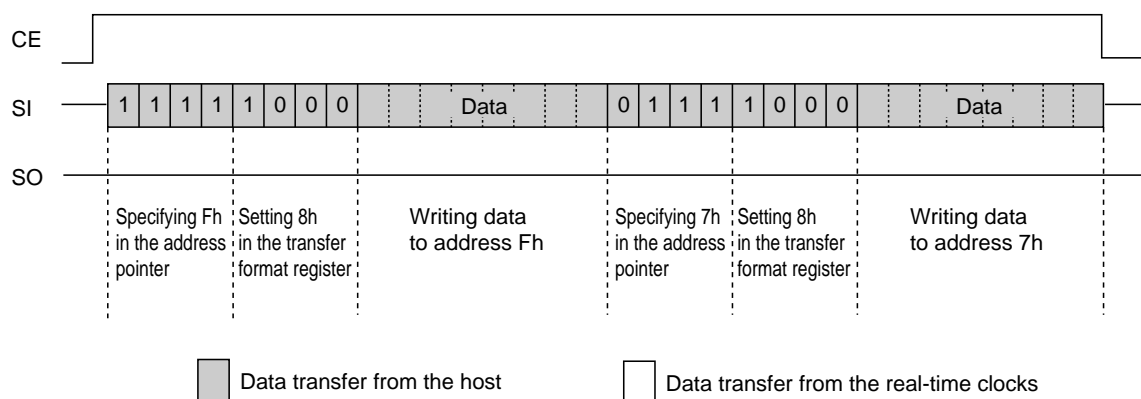 CE
SI 1 1 1 1 1 0 0 0 Data 0 1 1 1 1 0 0 0 Data
SO
Specifying Fh
in the address
pointer
Setting 8h
in the transfer
format register
Writing data
to address Fh
Specifying 7h
in the address
pointer
Setting 8h
in the transfer
format register
Writing data
to address 7h
Data transfer from the host
Data transfer from the real-time clocks